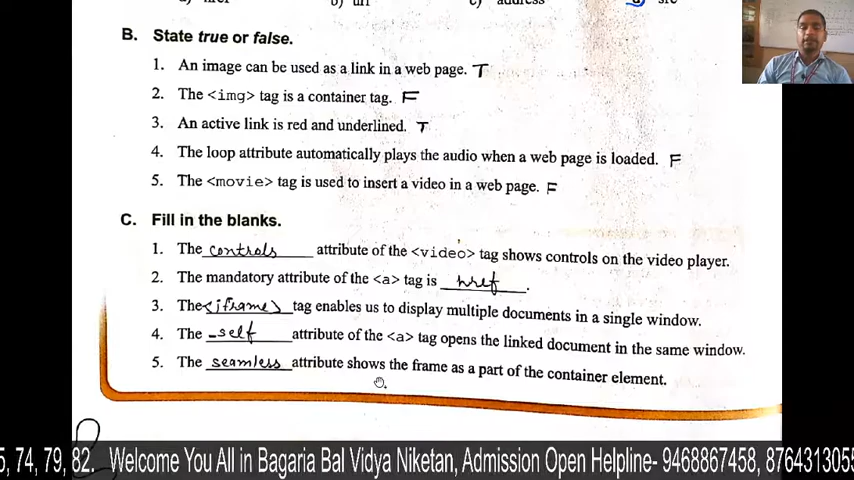 b) url c) address src
B. State true or false.
1. An image can be used as a link in a web page. T
2. The <img> tag is a container tag. F
3. An active link is red and underlined. T
4. The loop attribute automatically plays the audio when a web page is loaded. F
5. The <movie> tag is used to insert a video in a web page. F
C. Fill in the blanks.
1. The controls attribute of the <video> tag shows controls on the video player.
2. The mandatory attribute of the <a> tag is href.
3. The <iframe> tag enables us to display multiple documents in a single window.
4. The _self attribute of the <a> tag opens the linked document in the same window.
5. The seamless attribute shows the frame as a part of the container element.
5, 74, 79, 82. Welcome You All in Bagaria Bal Vidya Niketan, Admission Open Helpline- 9468867458, 8764313055